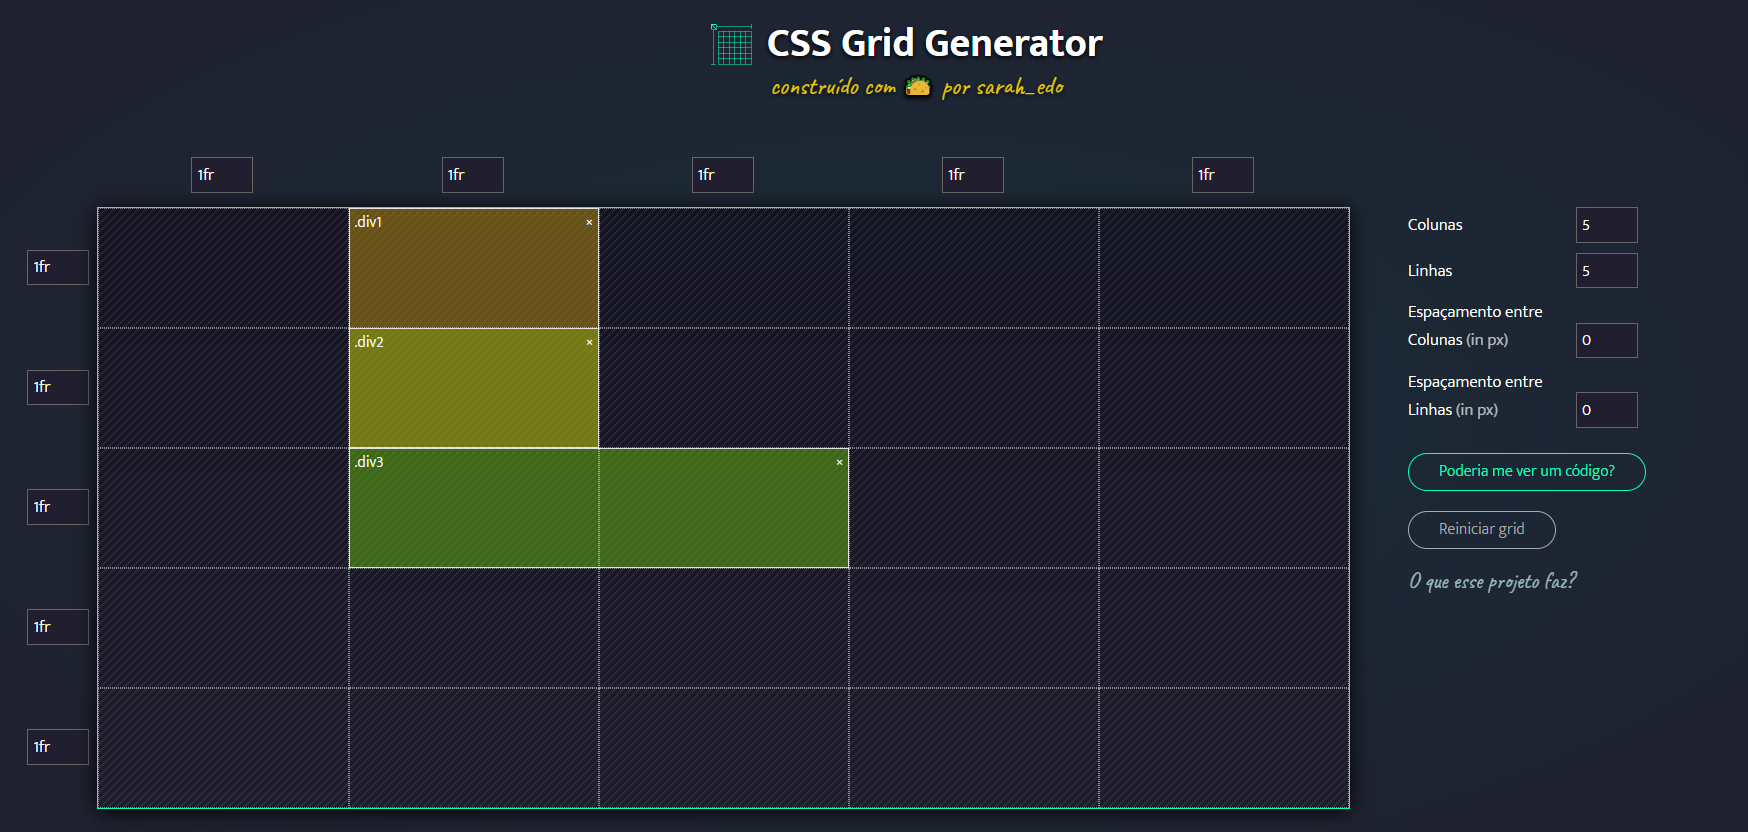 CSS Grid Generator
construído com 🌮 por sarah_edo
1fr 1fr 1fr 1fr 1fr
.div1 ×
1fr
.div2 ×
1fr
.div3 ×
1fr
1fr
1fr
Colunas 5
Linhas 5
Espaçamento entre
Colunas (in px) 0
Espaçamento entre
Linhas (in px) 0
Poderia me ver um código?
Reiniciar grid
O que esse projeto faz?